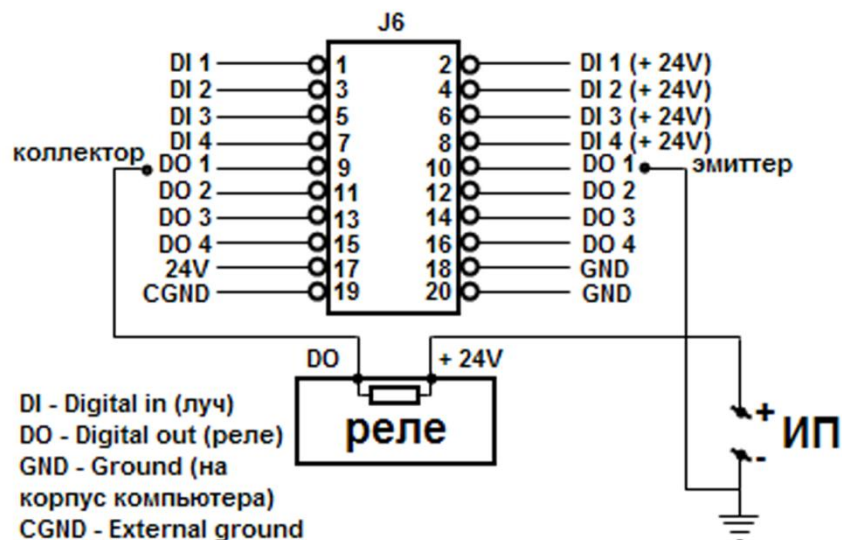 J6
DI 1 1 2 DI 1 (+ 24V)
DI 2 3 4 DI 2 (+ 24V)
DI 3 5 6 DI 3 (+ 24V)
DI 4 7 8 DI 4 (+ 24V)
коллектор DO 1 9 10 DO 1 эмиттер
DO 2 11 12 DO 2
DO 3 13 14 DO 3
DO 4 15 16 DO 4
24V 17 18 GND
CGND 19 20 GND
DO + 24V
реле
+ ИП
-
DI - Digital in (луч)
DO - Digital out (реле)
GND - Ground (на
корпус компьютера)
CGND - External ground